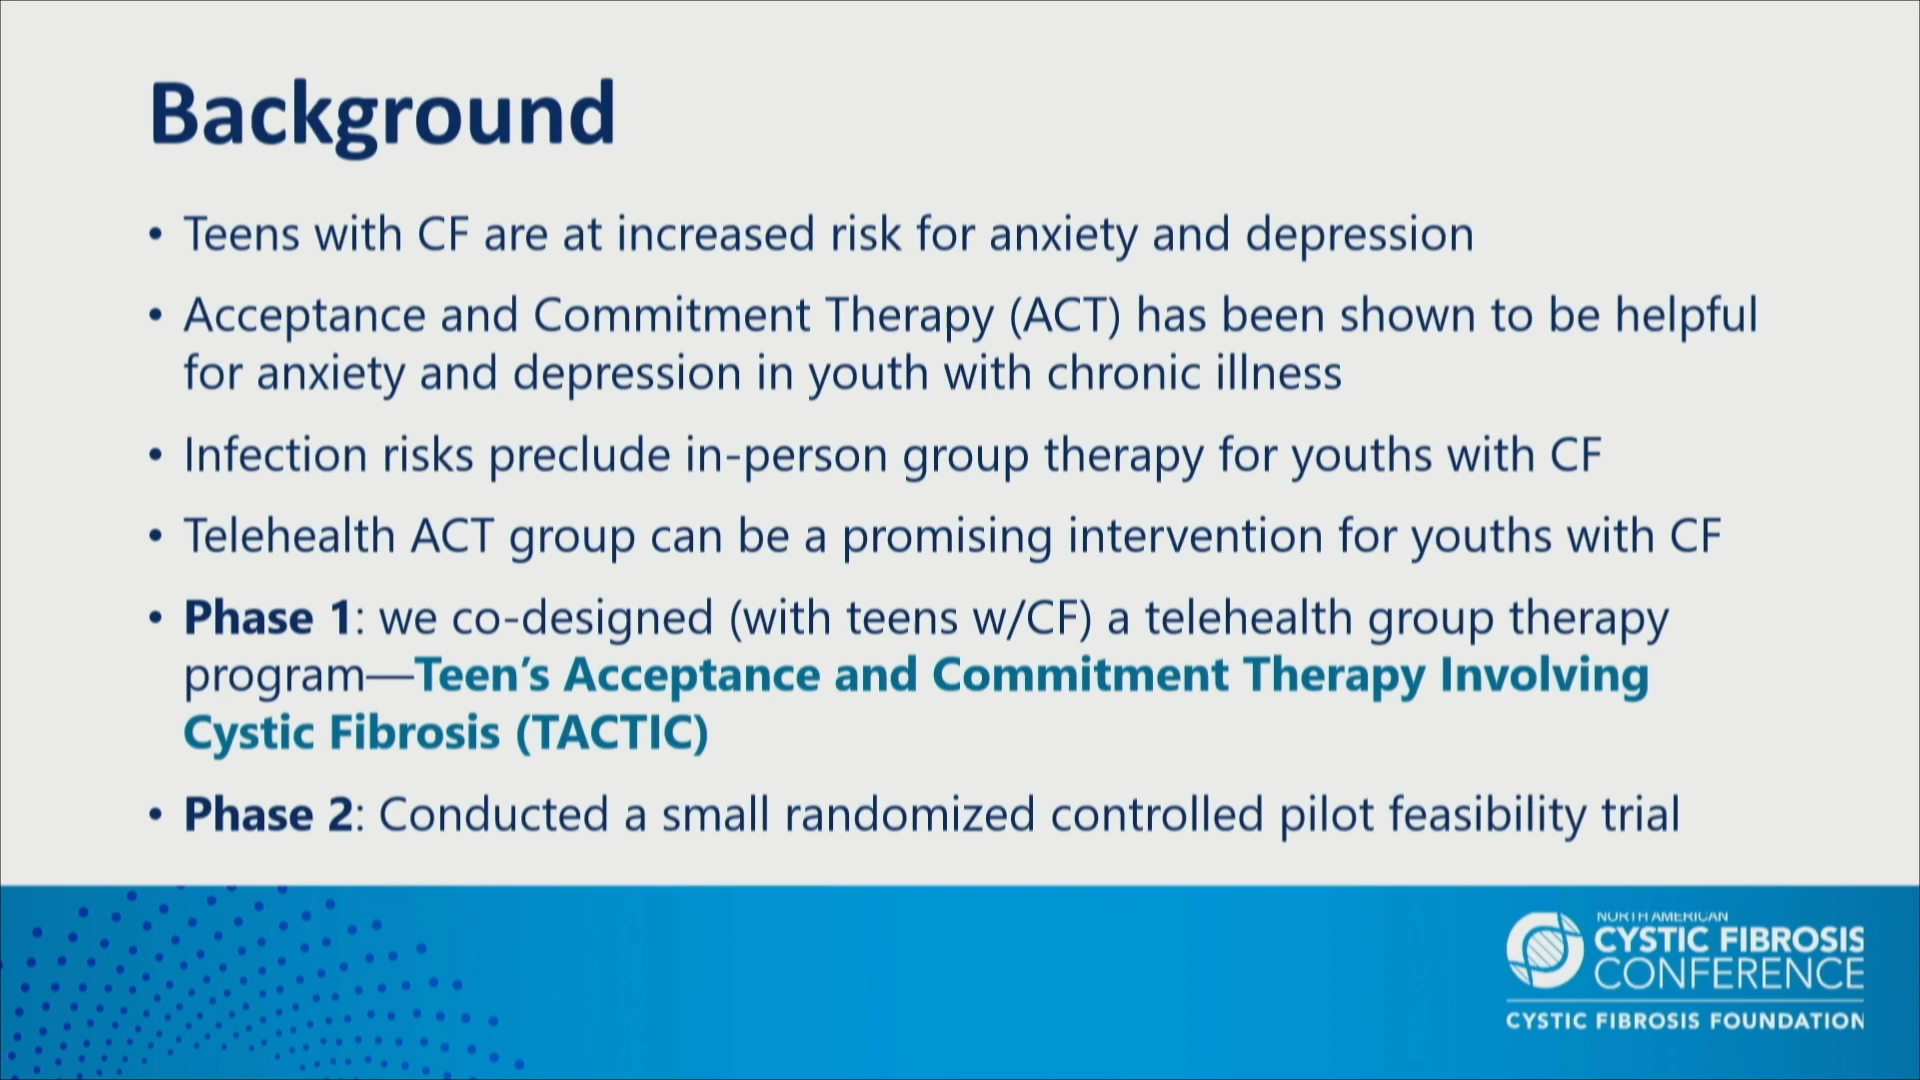 Background
• Teens with CF are at increased risk for anxiety and depression
• Acceptance and Commitment Therapy (ACT) has been shown to be helpful
for anxiety and depression in youth with chronic illness
• Infection risks preclude in-person group therapy for youths with CF
• Telehealth ACT group can be a promising intervention for youths with CF
• Phase 1: we co-designed (with teens w/CF) a telehealth group therapy
program—Teen’s Acceptance and Commitment Therapy Involving
Cystic Fibrosis (TACTIC)
• Phase 2: Conducted a small randomized controlled pilot feasibility trial
NORTH AMERICAN
CYSTIC FIBROSIS
CONFERENCE
CYSTIC FIBROSIS FOUNDATION